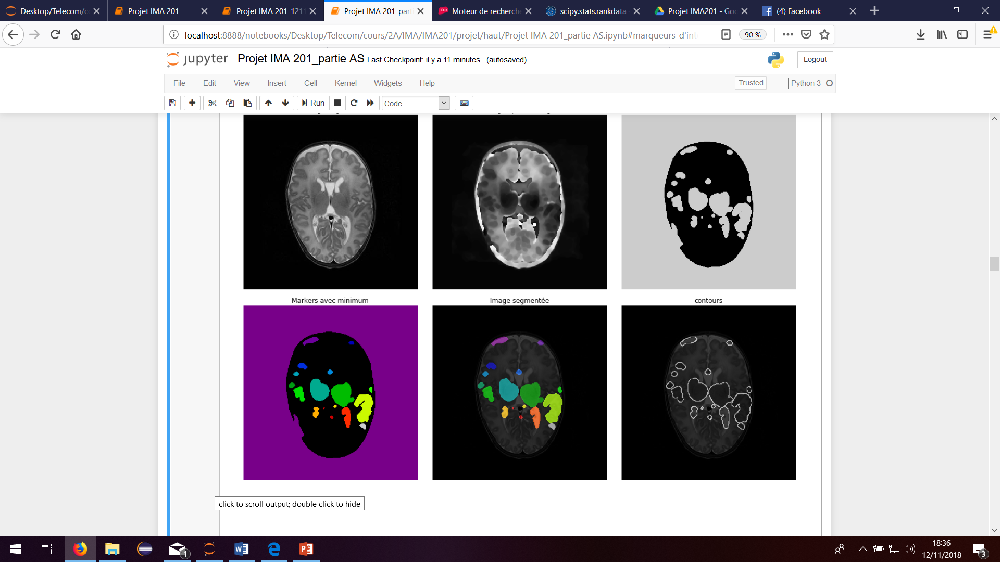 Desktop/Telecom/c
Projet IMA 201
Projet IMA 201_121
Projet IMA 201_part
Moteur de recherch
scipy.stats.rankdata
Projet IMA201 - Goo
(4) Facebook
localhost:8888/notebooks/Desktop/Telecom/cours/2A/IMA/IMA201/projet/haut/Projet IMA 201_partie AS.ipynb#marqueurs-d'int
90 %
jupyter Projet IMA 201_partie AS Last Checkpoint: il y a 11 minutes (autosaved)
Logout
File Edit View Insert Cell Kernel Widgets Help
Trusted
Python 3
Run
Code
Markers avec minimum
Image segmentée
contours
click to scroll output; double click to hide
18:36
12/11/2018
1
3